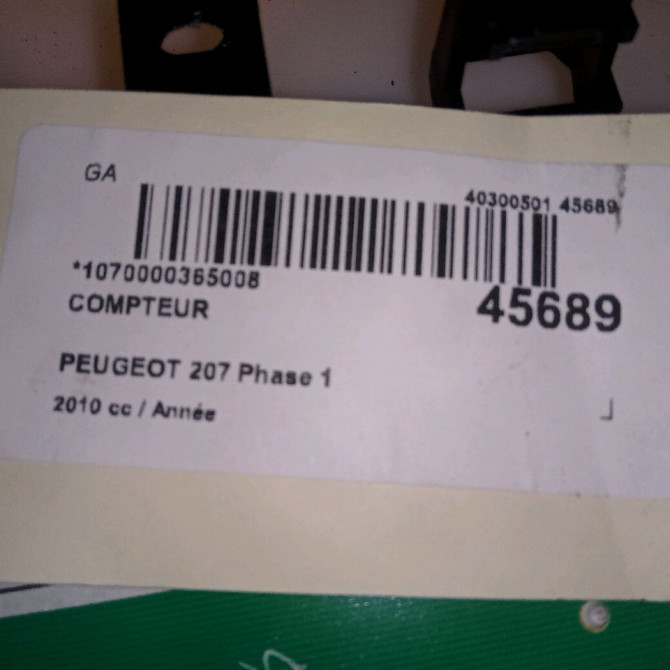 GA
40300501 45689
*1070000365008
COMPTEUR
45689
PEUGEOT 207 Phase 1
2010 cc / Année